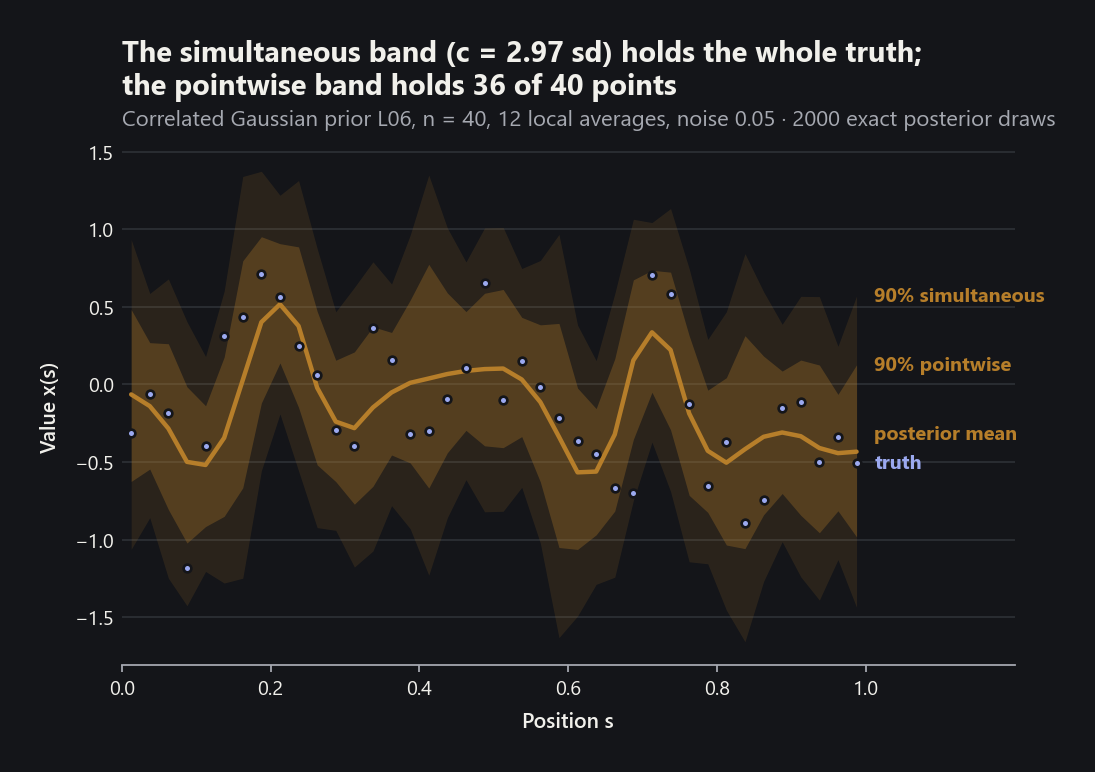 The simultaneous band (c = 2.97 sd) holds the whole truth;
the pointwise band holds 36 of 40 points
Correlated Gaussian prior L06, n = 40, 12 local averages, noise 0.05 · 2000 exact posterior draws
1.5
1.0
0.5
0.0
−0.5
−1.0
−1.5
Value x(s)
90% simultaneous
90% pointwise
posterior mean
truth
0.0 0.2 0.4 0.6 0.8 1.0
Position s